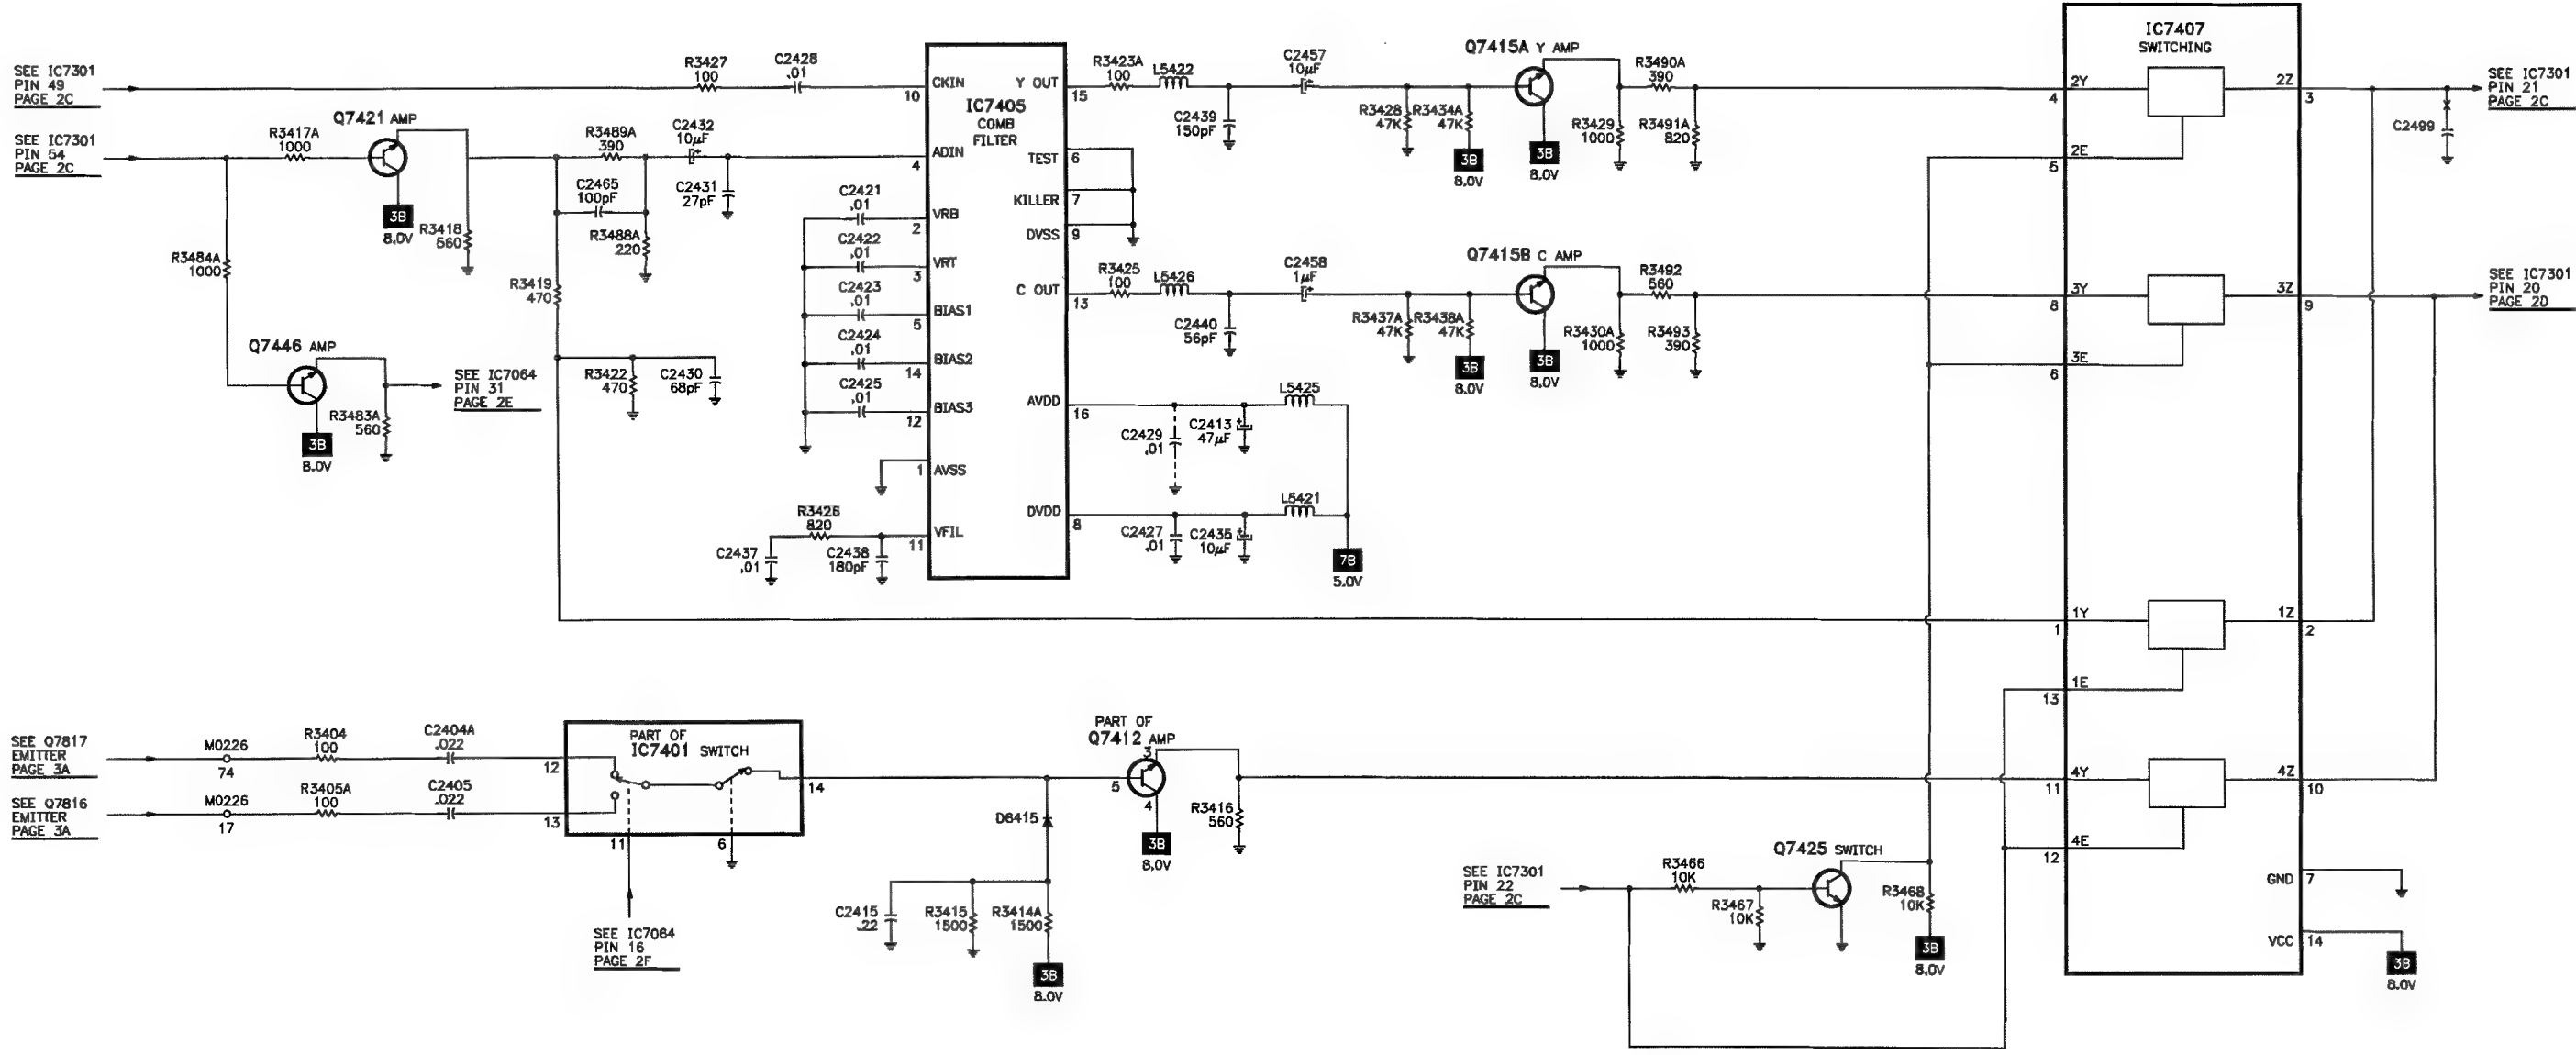 SEE IC7301
PIN 49
PAGE 2C
SEE IC7301
PIN 54
PAGE 2C
R3427
100
C2428
.01
Q7421 AMP
R3417A
1000
R3489A
390
C2432
10µF
C2465
100pF
C2431
27pF
3B
8.0V
R3418
560
R3488A
220
R3484A
1000
R3419
470
Q7446 AMP
R3483A
560
3B
8.0V
SEE IC7064
PIN 31
PAGE 2E
R3422
470
C2430
68pF
C2421
.01
C2422
.01
C2423
.01
C2424
.01
C2425
.01
R3426
820
C2437
.01
C2438
180pF
IC7405
COMB
FILTER
10 CKIN
4 ADIN
2 VRB
3 VRT
5 BIAS1
14 BIAS2
12 BIAS3
1 AVSS
11 VFIL
Y OUT 15
TEST 6
KILLER 7
DVSS 9
C OUT 13
AVDD 16
DVDD 8
R3423A
100
L5422
C2439
150pF
C2457
10µF
R3428
47K
R3434A
47K
3B
8.0V
Q7415A Y AMP
3B
8.0V
R3490A
390
R3429
1000
R3491A
820
R3425
100
L5426
C2440
56pF
C2458
1µF
R3437A
47K
R3438A
47K
3B
8.0V
Q7415B C AMP
3B
8.0V
R3492
560
R3430A
1000
R3493
390
L5425
C2429
.01
C2413
47µF
L5421
C2427
.01
C2435
10µF
7B
5.0V
IC7407
SWITCHING
4 2Y
2Z 3
5 2E
8 3Y
3Z 9
6 3E
1 1Y
1Z 2
13 1E
11 4Y
4Z 10
12 4E
GND 7
VCC 14
3B
8.0V
C2499
SEE IC7301
PIN 21
PAGE 2C
SEE IC7301
PIN 20
PAGE 2D
SEE Q7817
EMITTER
PAGE 3A
SEE Q7816
EMITTER
PAGE 3A
M0226
74
R3404
100
C2404A
.022
M0226
17
R3405A
100
C2405
.022
PART OF
IC7401 SWITCH
12
13
14
11
6
SEE IC7064
PIN 16
PAGE 2F
D6415
C2415
.22
R3415
1500
R3414A
1500
3B
8.0V
PART OF
Q7412 AMP
3
5
4
3B
8.0V
R3416
560
SEE IC7301
PIN 22
PAGE 2C
R3466
10K
R3467
10K
Q7425 SWITCH
R3468
10K
3B
8.0V